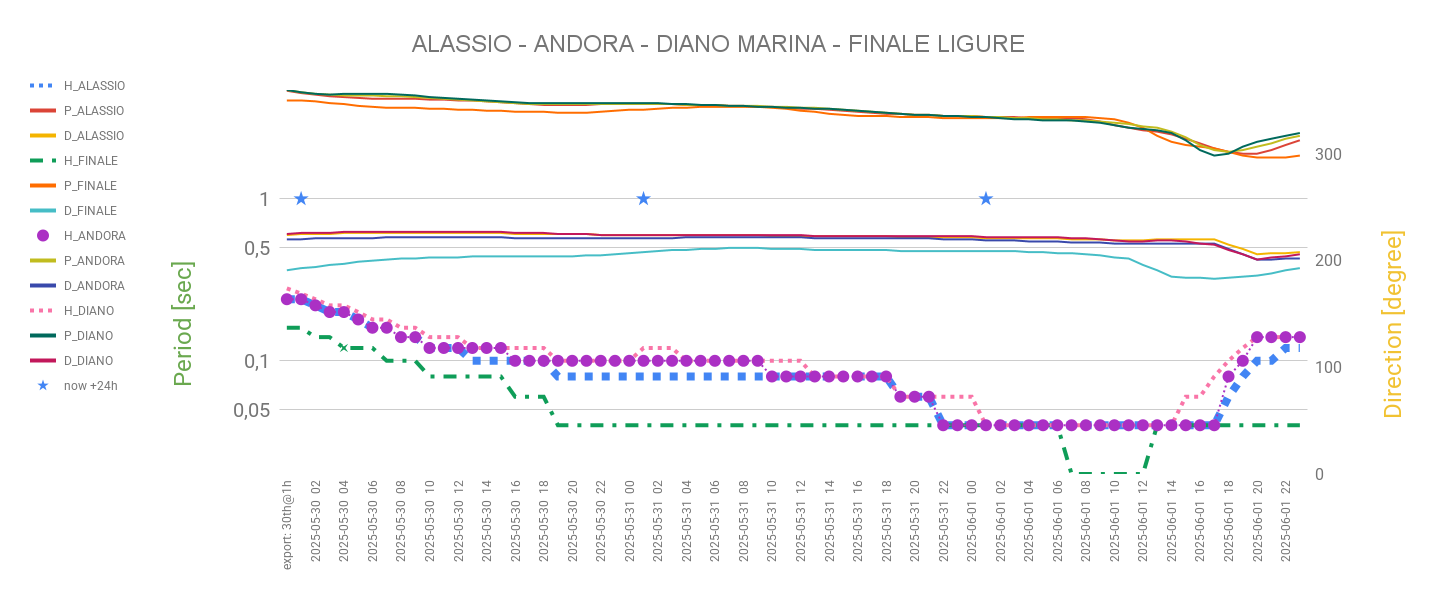 ALASSIO - ANDORA - DIANO MARINA - FINALE LIGURE
H_ALASSIO
P_ALASSIO
D_ALASSIO
H_FINALE
P_FINALE
D_FINALE
H_ANDORA
P_ANDORA
D_ANDORA
H_DIANO
P_DIANO
D_DIANO
now +24h
Period [sec]
1
0,5
0,1
0,05
300
200
100
0
Direction [degree]
export: 30th@1h
2025-05-30 02
2025-05-30 04
2025-05-30 06
2025-05-30 08
2025-05-30 10
2025-05-30 12
2025-05-30 14
2025-05-30 16
2025-05-30 18
2025-05-30 20
2025-05-30 22
2025-05-31 00
2025-05-31 02
2025-05-31 04
2025-05-31 06
2025-05-31 08
2025-05-31 10
2025-05-31 12
2025-05-31 14
2025-05-31 16
2025-05-31 18
2025-05-31 20
2025-05-31 22
2025-06-01 00
2025-06-01 02
2025-06-01 04
2025-06-01 06
2025-06-01 08
2025-06-01 10
2025-06-01 12
2025-06-01 14
2025-06-01 16
2025-06-01 18
2025-06-01 20
2025-06-01 22